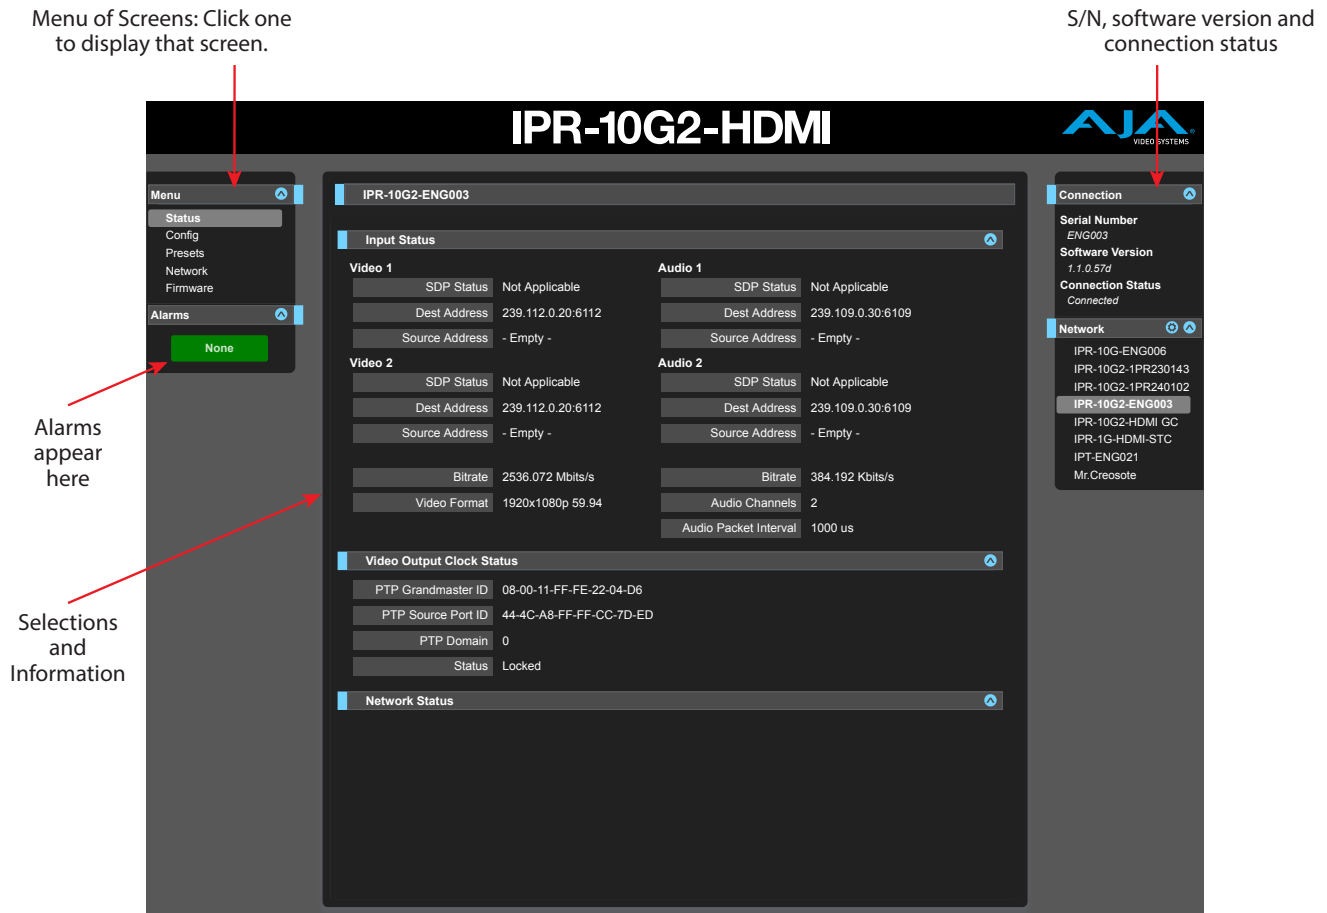 Menu of Screens: Click one
to display that screen.
S/N, software version and
connection status
IPR-10G2-HDMI
AJA
VIDEO SYSTEMS
Menu
Status
Config
Presets
Network
Firmware
Alarms
None
Alarms
appear
here
Selections
and
Information
IPR-10G2-ENG003
Input Status
Video 1
SDP Status Not Applicable
Dest Address 239.112.0.20:6112
Source Address - Empty -
Audio 1
SDP Status Not Applicable
Dest Address 239.109.0.30:6109
Source Address - Empty -
Video 2
SDP Status Not Applicable
Dest Address 239.112.0.20:6112
Source Address - Empty -
Audio 2
SDP Status Not Applicable
Dest Address 239.109.0.30:6109
Source Address - Empty -
Bitrate 2536.072 Mbits/s
Video Format 1920x1080p 59.94
Bitrate 384.192 Kbits/s
Audio Channels 2
Audio Packet Interval 1000 us
Video Output Clock Status
PTP Grandmaster ID 08-00-11-FF-FE-22-04-D6
PTP Source Port ID 44-4C-A8-FF-FF-CC-7D-ED
PTP Domain 0
Status Locked
Network Status
Connection
Serial Number
ENG003
Software Version
1.1.0.57d
Connection Status
Connected
Network
IPR-10G-ENG006
IPR-10G2-1PR230143
IPR-10G2-1PR240102
IPR-10G2-ENG003
IPR-10G2-HDMI GC
IPR-1G-HDMI-STC
IPT-ENG021
Mr.Creosote